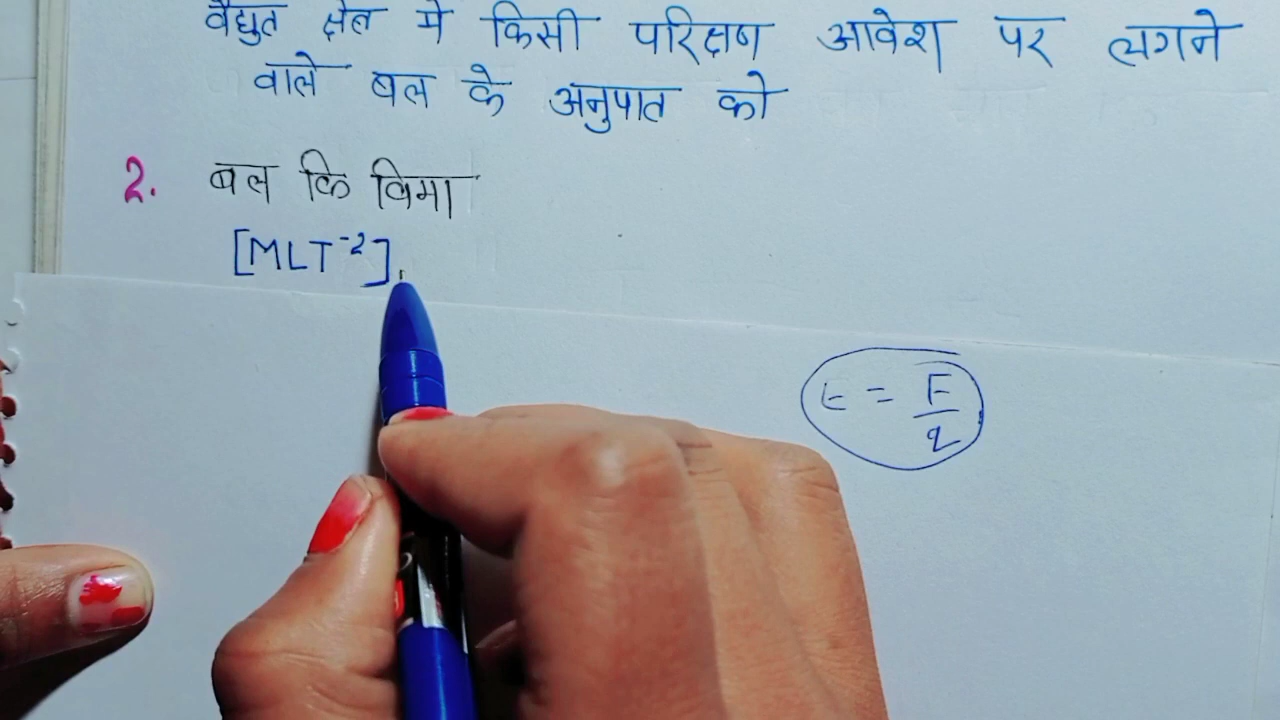 वैद्युत क्षेत्र मे किसी परिक्षण आवेश पर लगने
वाले बल के अनुपात को
2. बल कि विमा
[MLT⁻²]
E = F/q